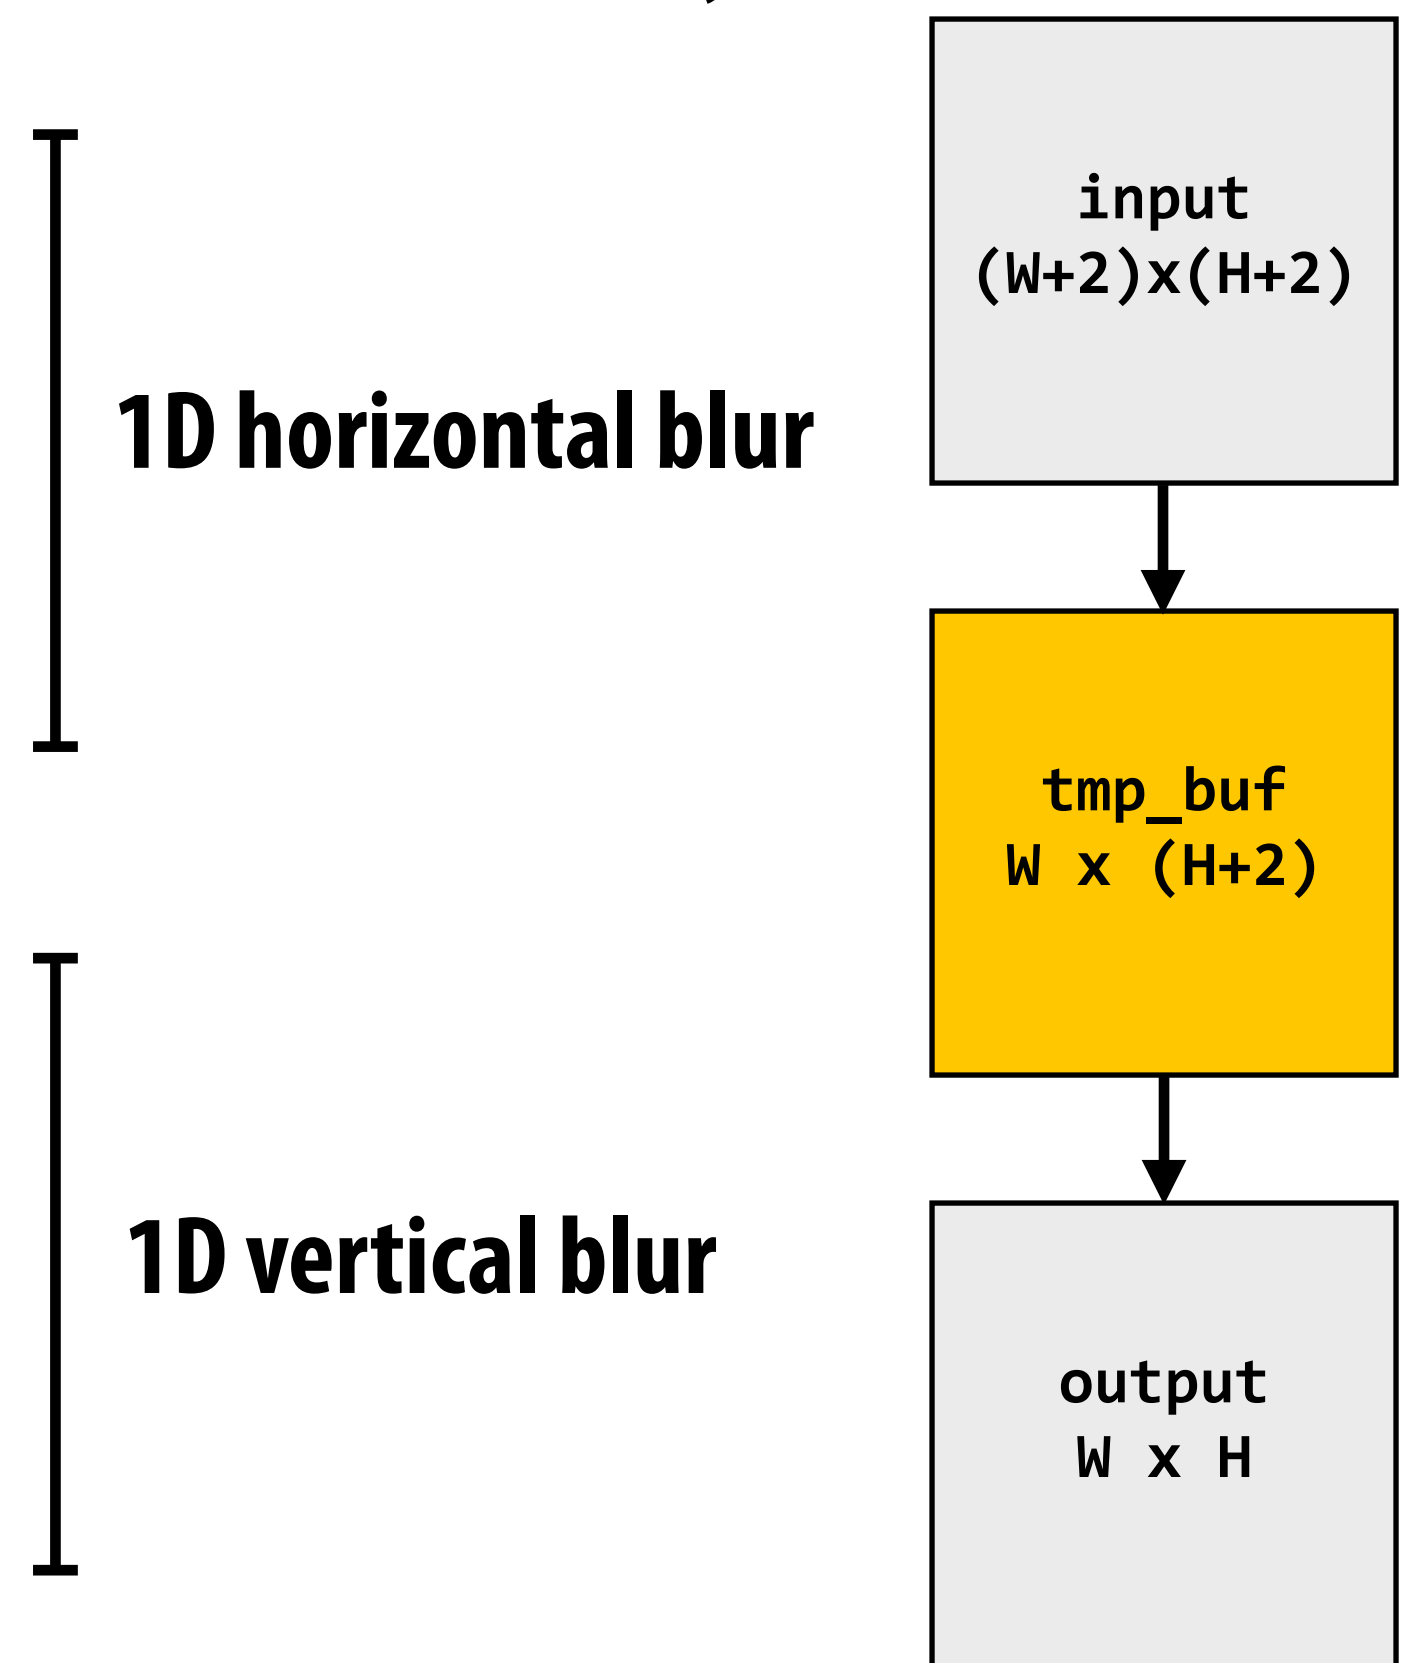 input
(W+2)x(H+2)
1D horizontal blur
tmp_buf
W x (H+2)
1D vertical blur
output
W x H